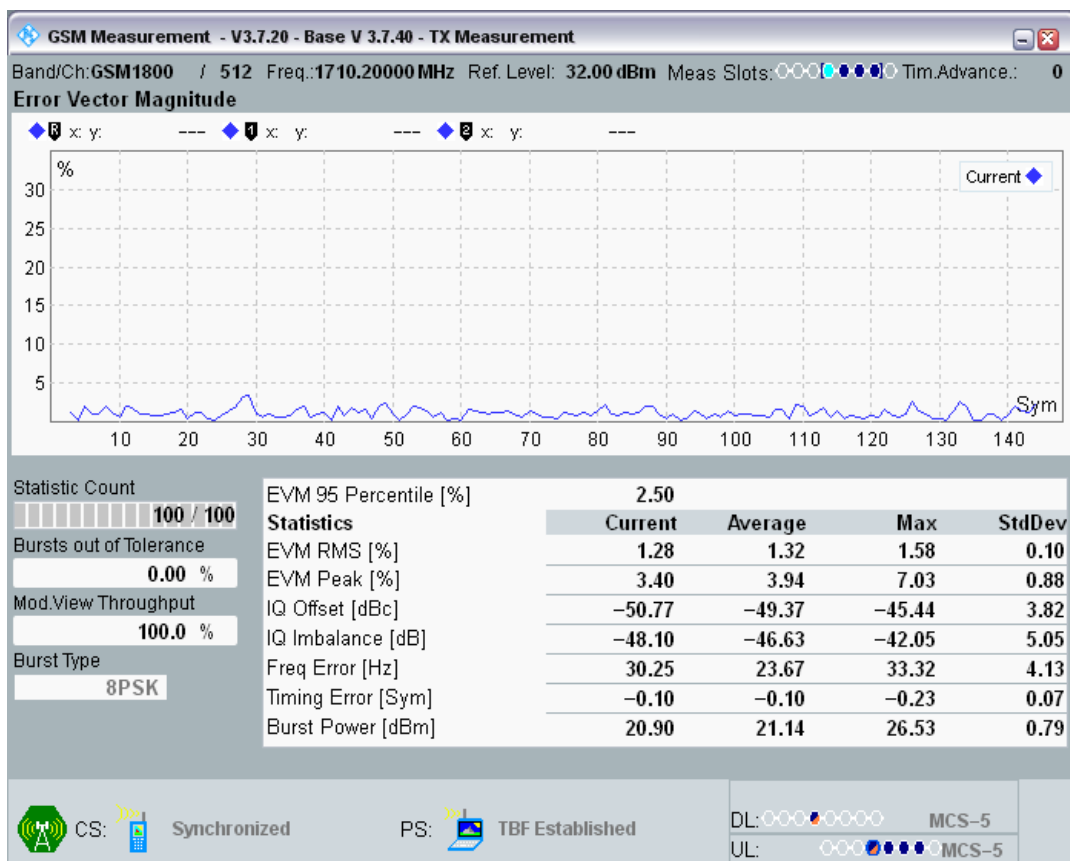 GSM Measurement - V3.7.20 - Base V 3.7.40 - TX Measurement
Band/Ch:GSM1800 / 512 Freq.:1710.20000 MHz Ref. Level: 32.00 dBm Meas Slots: Tim.Advance.: 0
Error Vector Magnitude
R x: y: --- 1 x: y: --- 2 x: y: ---
%
Current
30
25
20
15
10
5
Sym
10 20 30 40 50 60 70 80 90 100 110 120 130 140
Statistic Count
100 / 100
Bursts out of Tolerance
0.00 %
Mod.View Throughput
100.0 %
Burst Type
8PSK
EVM 95 Percentile [%] 2.50
Statistics Current Average Max StdDev
EVM RMS [%] 1.28 1.32 1.58 0.10
EVM Peak [%] 3.40 3.94 7.03 0.88
IQ Offset [dBc] −50.77 −49.37 −45.44 3.82
IQ Imbalance [dB] −48.10 −46.63 −42.05 5.05
Freq Error [Hz] 30.25 23.67 33.32 4.13
Timing Error [Sym] −0.10 −0.10 −0.23 0.07
Burst Power [dBm] 20.90 21.14 26.53 0.79
CS: Synchronized PS: TBF Established
DL: MCS−5
UL: MCS−5